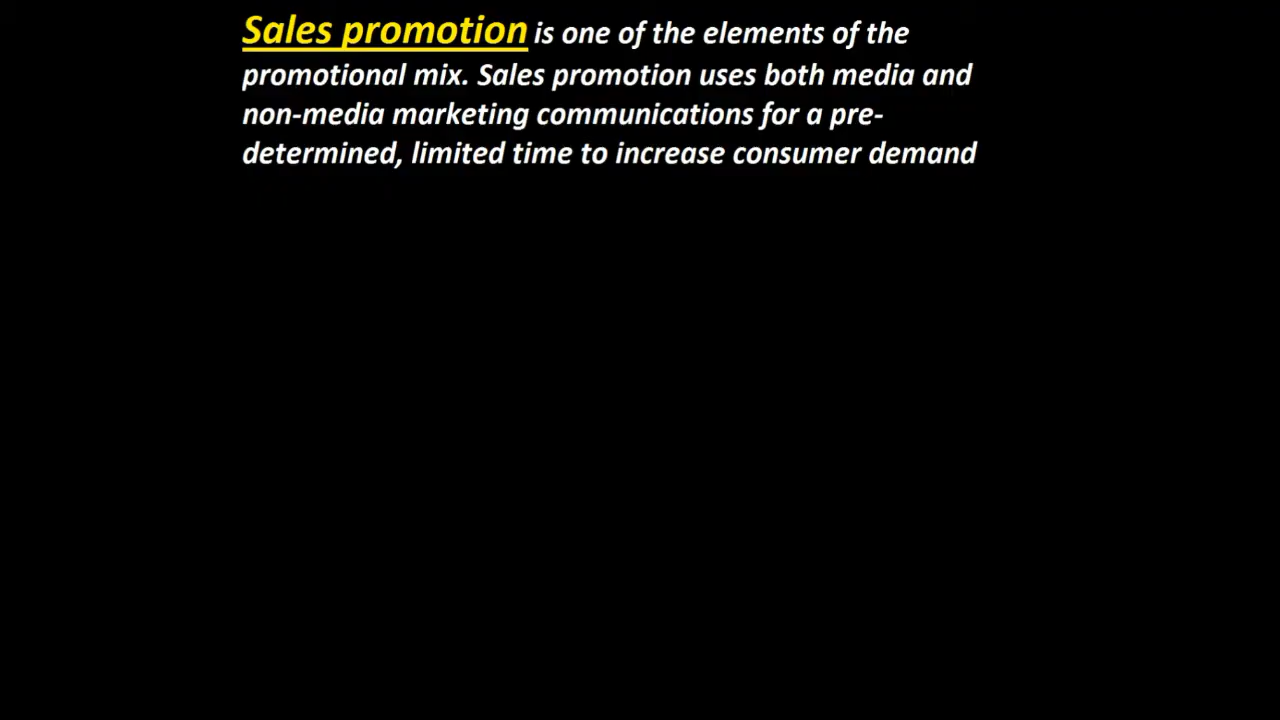 Sales promotion is one of the elements of the
promotional mix. Sales promotion uses both media and
non-media marketing communications for a pre-
determined, limited time to increase consumer demand